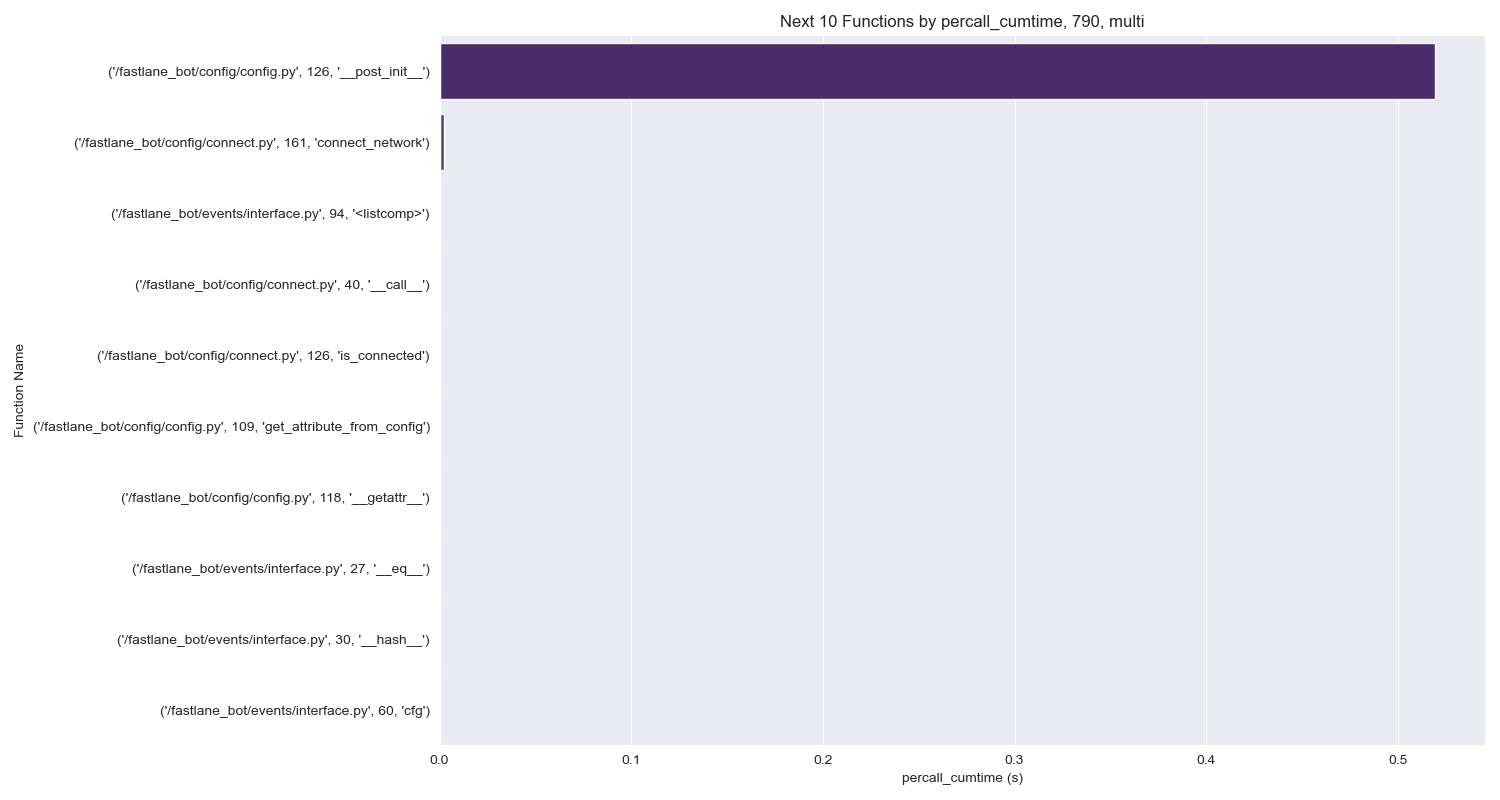 Next 10 Functions by percall_cumtime, 790, multi
Function Name
('/fastlane_bot/config/config.py', 126, '__post_init__')
('/fastlane_bot/config/connect.py', 161, 'connect_network')
('/fastlane_bot/events/interface.py', 94, '<listcomp>')
('/fastlane_bot/config/connect.py', 40, '__call__')
('/fastlane_bot/config/connect.py', 126, 'is_connected')
('/fastlane_bot/config/config.py', 109, 'get_attribute_from_config')
('/fastlane_bot/config/config.py', 118, '__getattr__')
('/fastlane_bot/events/interface.py', 27, '__eq__')
('/fastlane_bot/events/interface.py', 30, '__hash__')
('/fastlane_bot/events/interface.py', 60, 'cfg')
0.0 0.1 0.2 0.3 0.4 0.5
percall_cumtime (s)